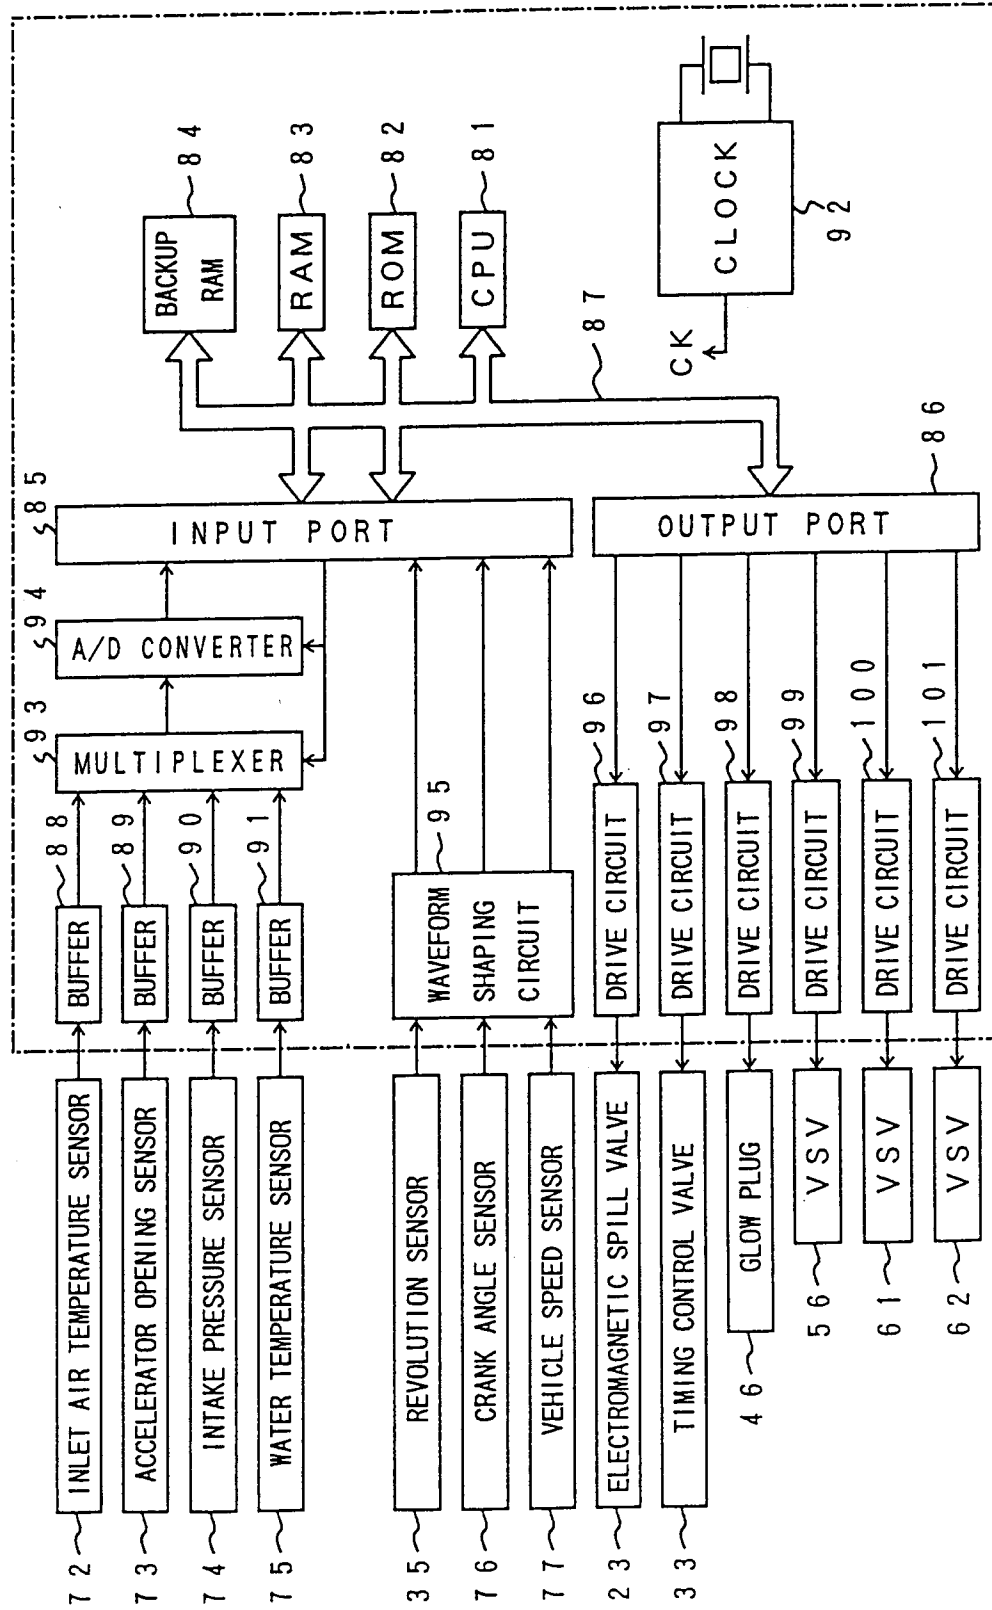 72
INLET AIR TEMPERATURE SENSOR
BUFFER
88
73
ACCELERATOR OPENING SENSOR
BUFFER
89
74
INTAKE PRESSURE SENSOR
BUFFER
90
75
WATER TEMPERATURE SENSOR
BUFFER
91
MULTIPLEXER
93
A/D CONVERTER
94
INPUT PORT
85
BACKUP
RAM
84
RAM
83
ROM
82
CPU
81
87
CK
CLOCK
92
35
REVOLUTION SENSOR
76
CRANK ANGLE SENSOR
77
VEHICLE SPEED SENSOR
WAVEFORM
SHAPING
CIRCUIT
95
OUTPUT PORT
86
23
ELECTROMAGNETIC SPILL VALVE
DRIVE CIRCUIT
96
33
TIMING CONTROL VALVE
DRIVE CIRCUIT
97
46
GLOW PLUG
DRIVE CIRCUIT
98
56
VSV
DRIVE CIRCUIT
99
61
VSV
DRIVE CIRCUIT
100
62
VSV
DRIVE CIRCUIT
101